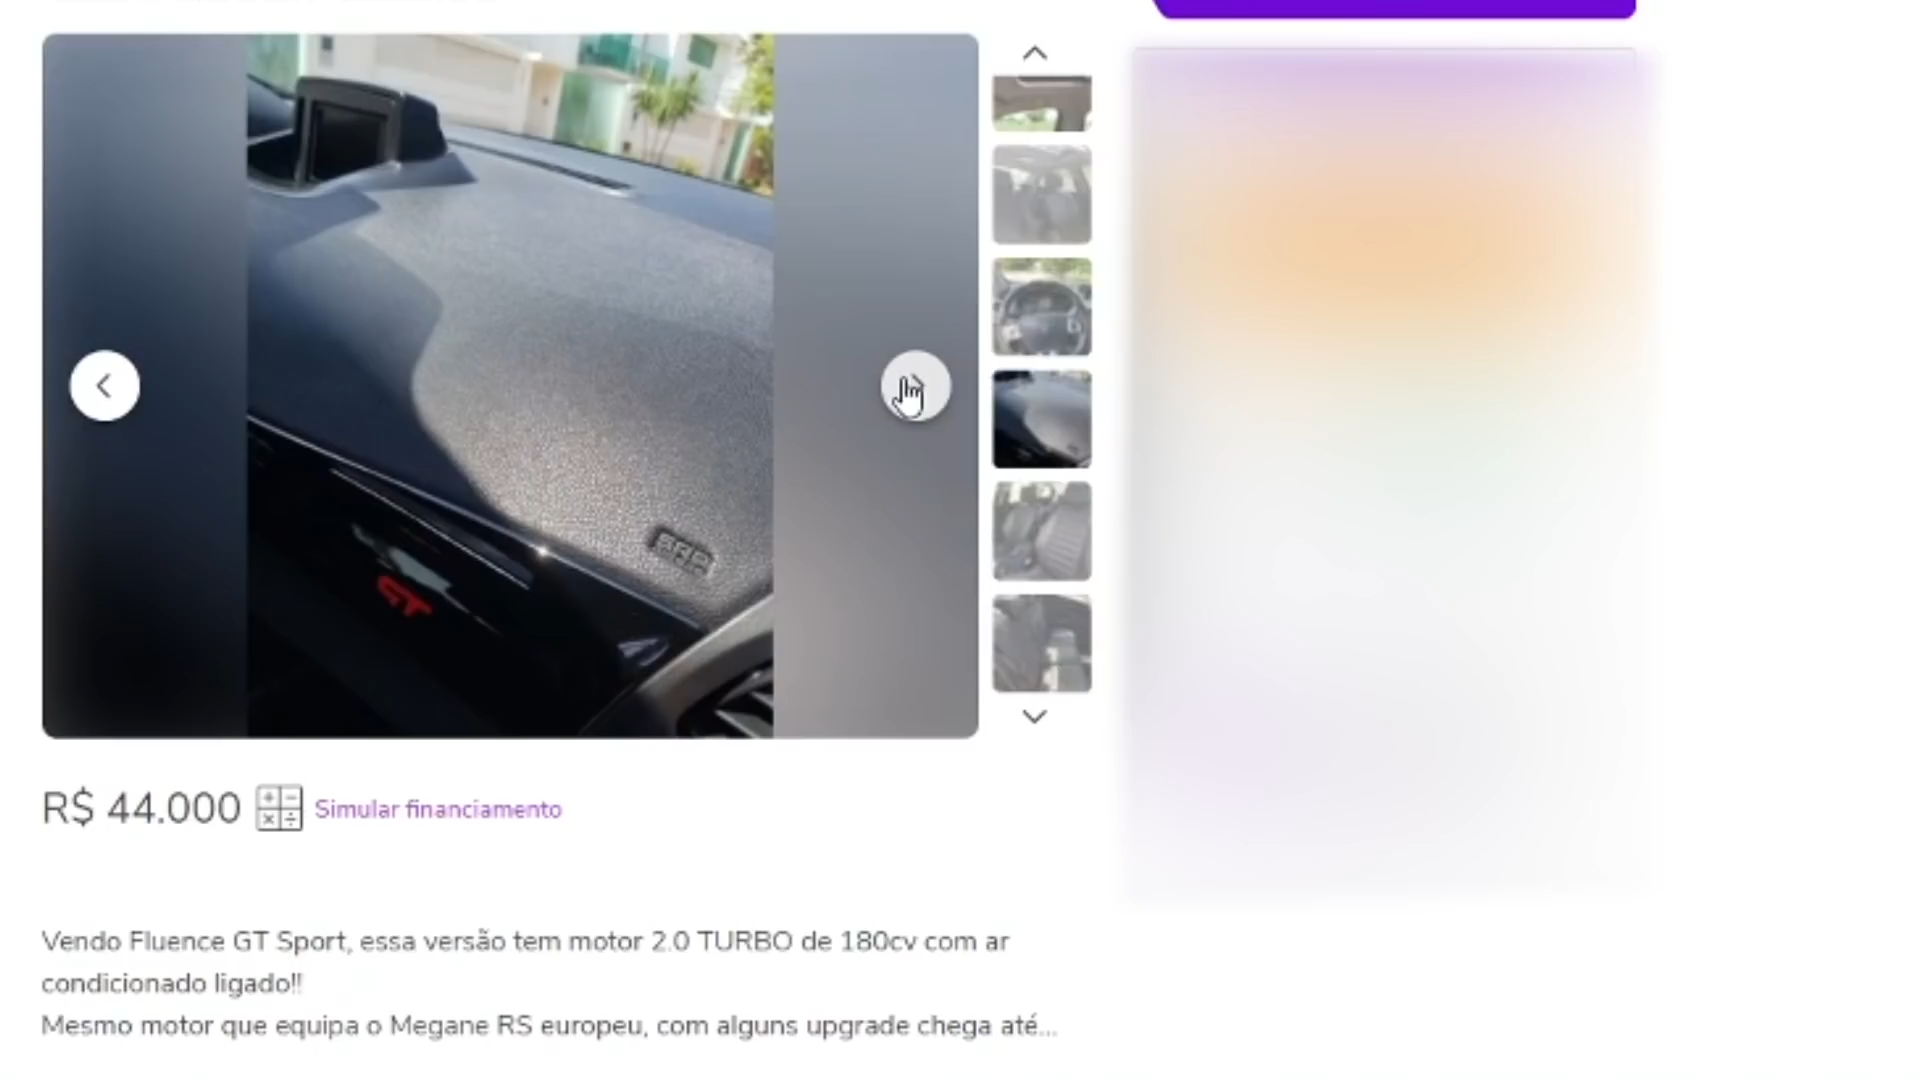 GT
R$ 44.000 Simular financiamento
Vendo Fluence GT Sport, essa versão tem motor 2.0 TURBO de 180cv com ar
condicionado ligado!!
Mesmo motor que equipa o Megane RS europeu, com alguns upgrade chega até...